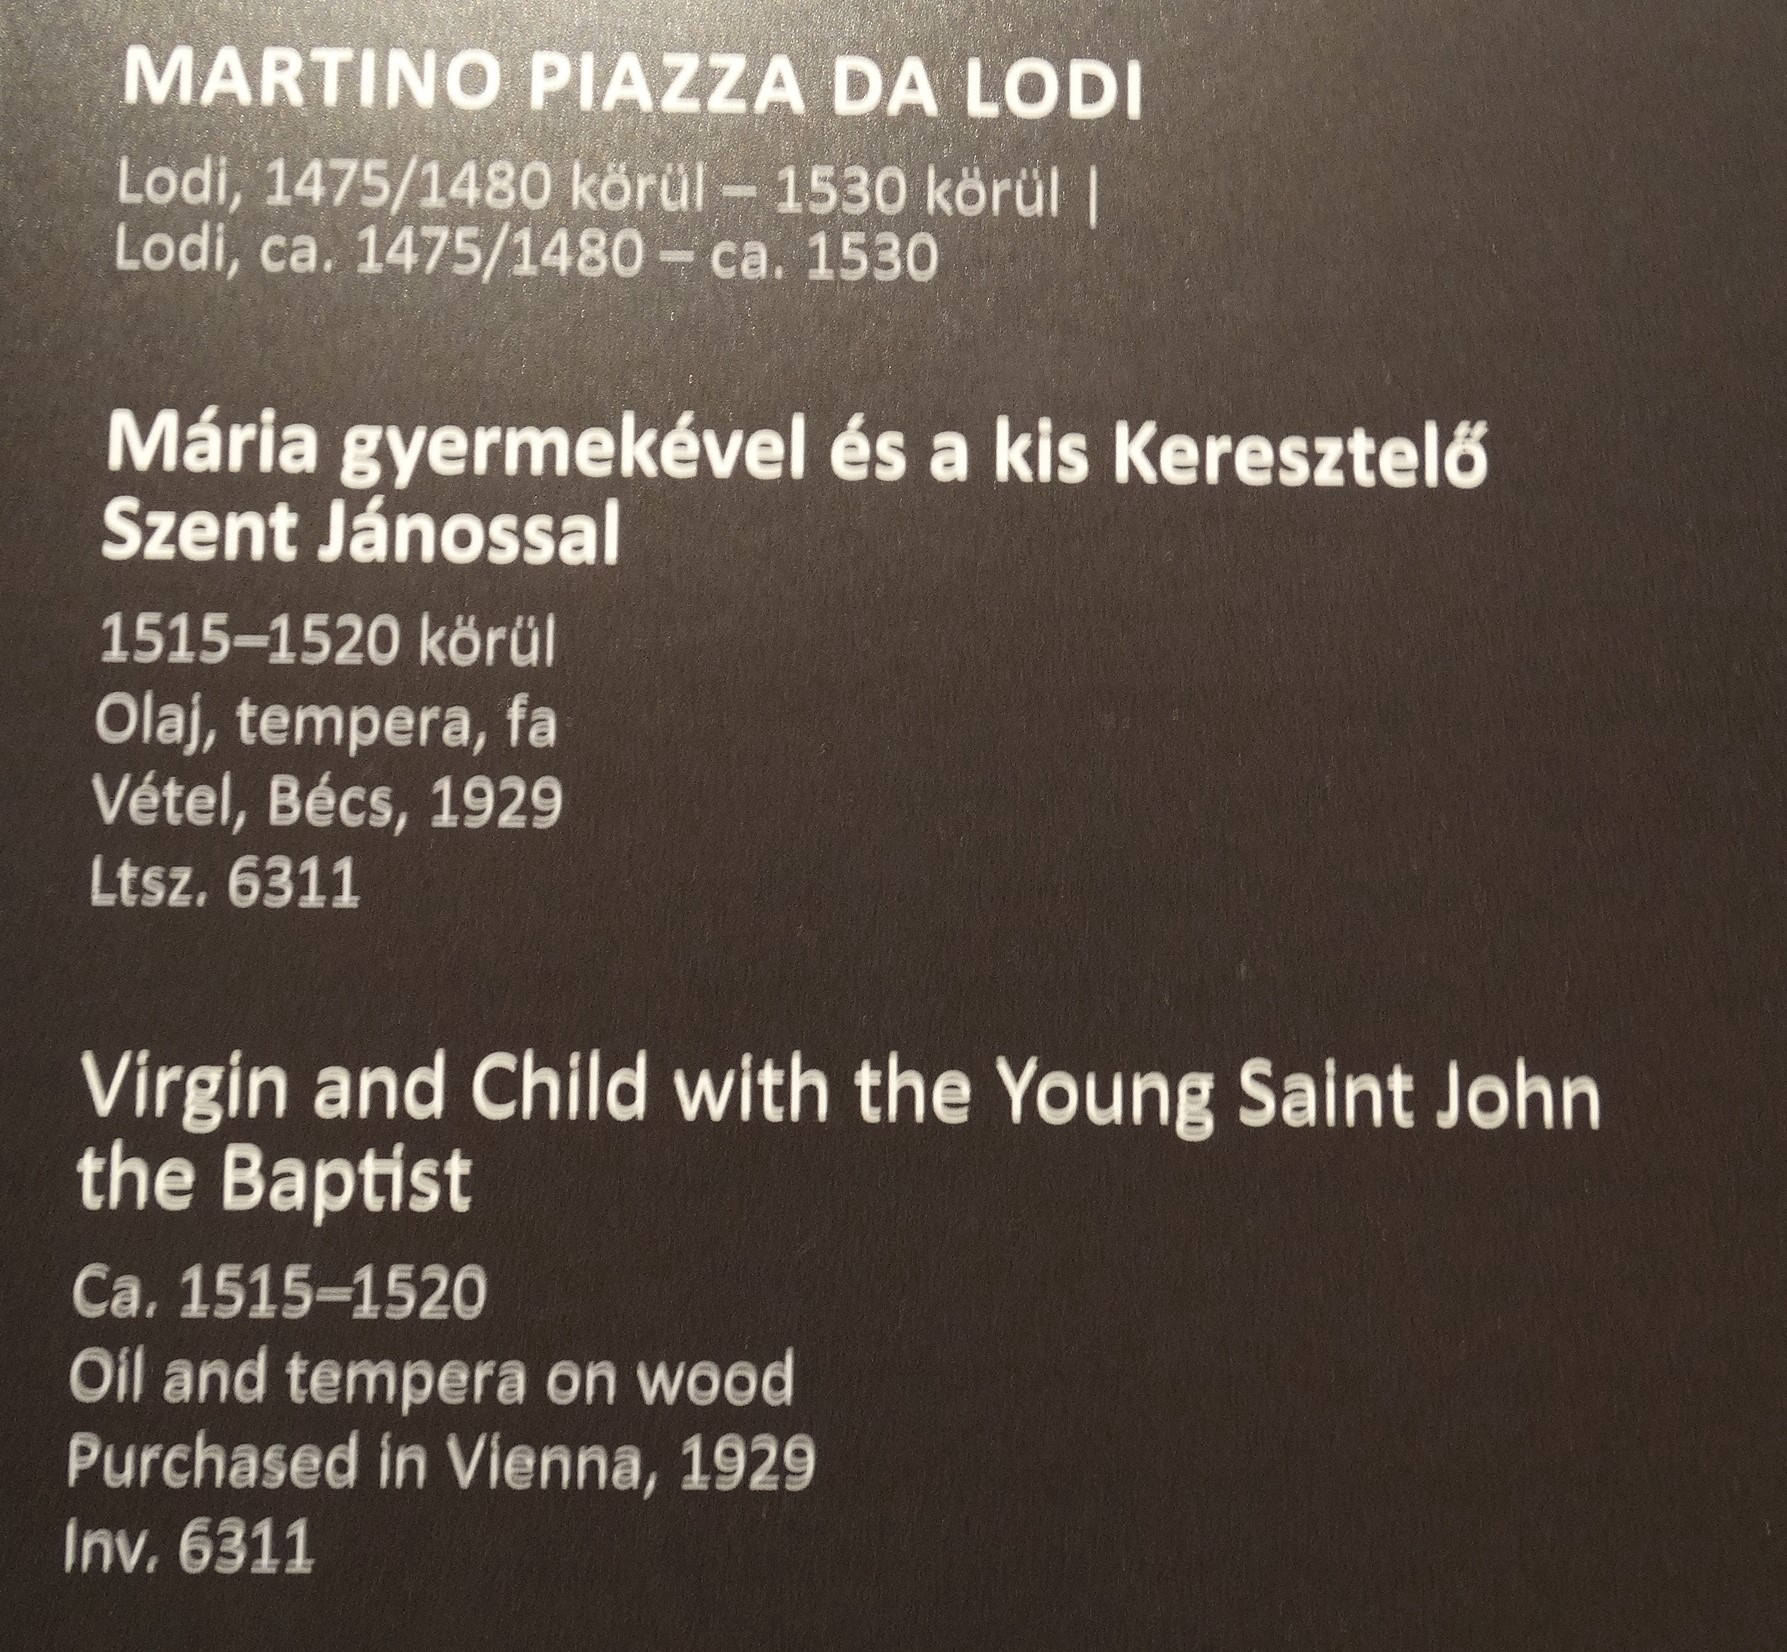 MARTINO PIAZZA DA LODI
Lodi, 1475/1480 körül – 1530 körül |
Lodi, ca. 1475/1480 – ca. 1530
Mária gyermekével és a kis Keresztelő
Szent Jánossal
1515–1520 körül
Olaj, tempera, fa
Vétel, Bécs, 1929
Ltsz. 6311
Virgin and Child with the Young Saint John
the Baptist
Ca. 1515–1520
Oil and tempera on wood
Purchased in Vienna, 1929
Inv. 6311